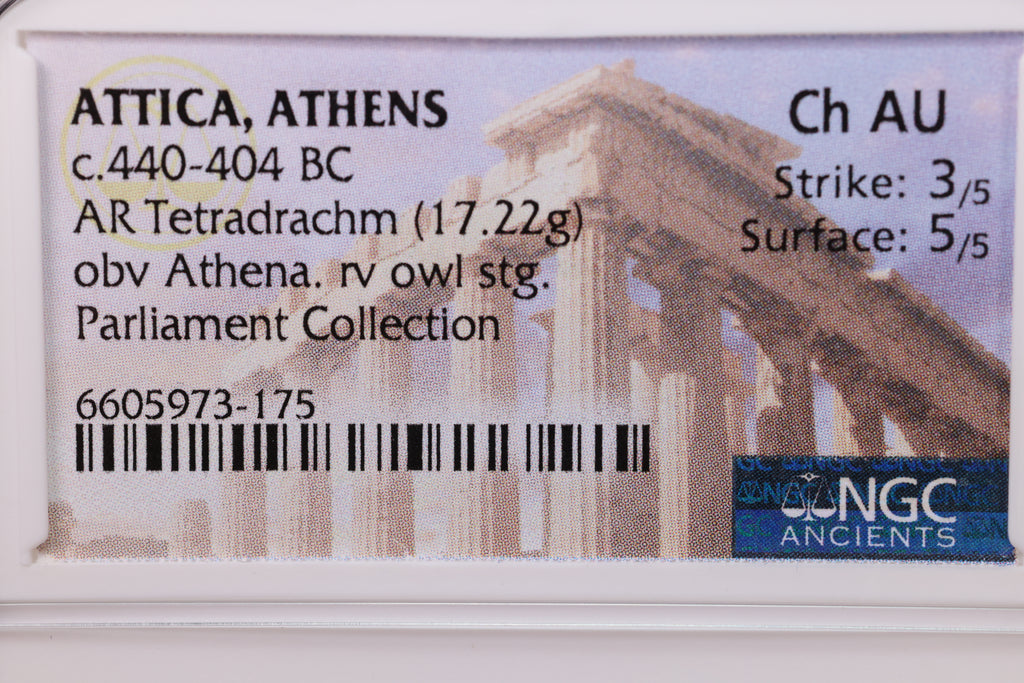 ATTICA, ATHENS
c.440-404 BC
AR Tetradrachm (17.22g)
obv Athena. rv owl stg.
Parliament Collection
6605973-175
Ch AU
Strike: 3/5
Surface: 5/5
NGC
ANCIENTS